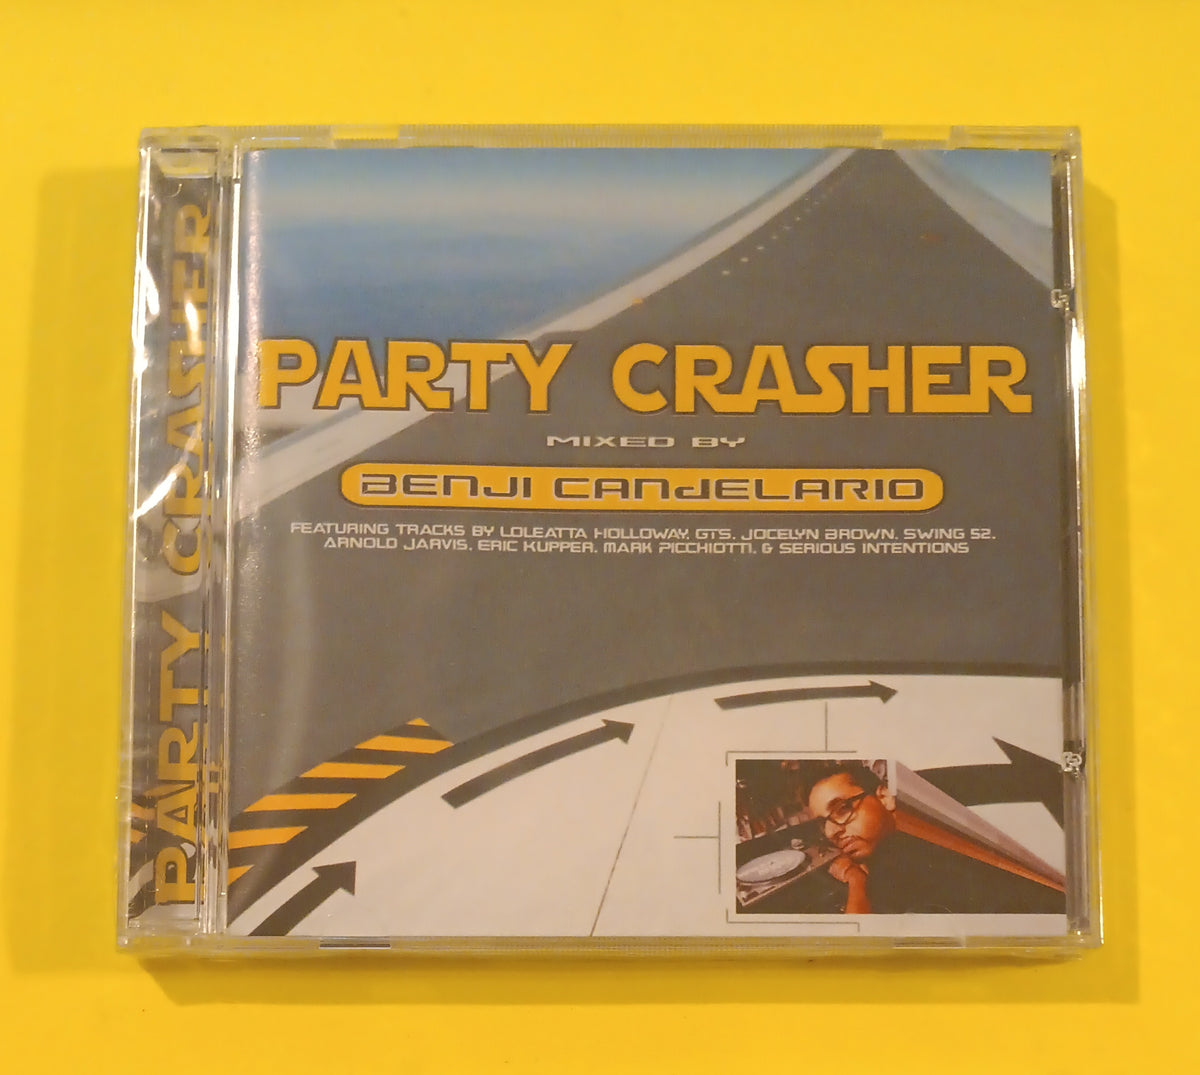 PARTY CRASHER
MIXED BY
BENJI CANDELARIO
FEATURING TRACKS BY LOLEATTA HOLLOWAY, GTS, JOCELYN BROWN, SWING 52,
ARNOLD JARVIS, ERIC KUPPER, MARK PICCHIOTTI, & SERIOUS INTENTIONS
PARTY CRASHER